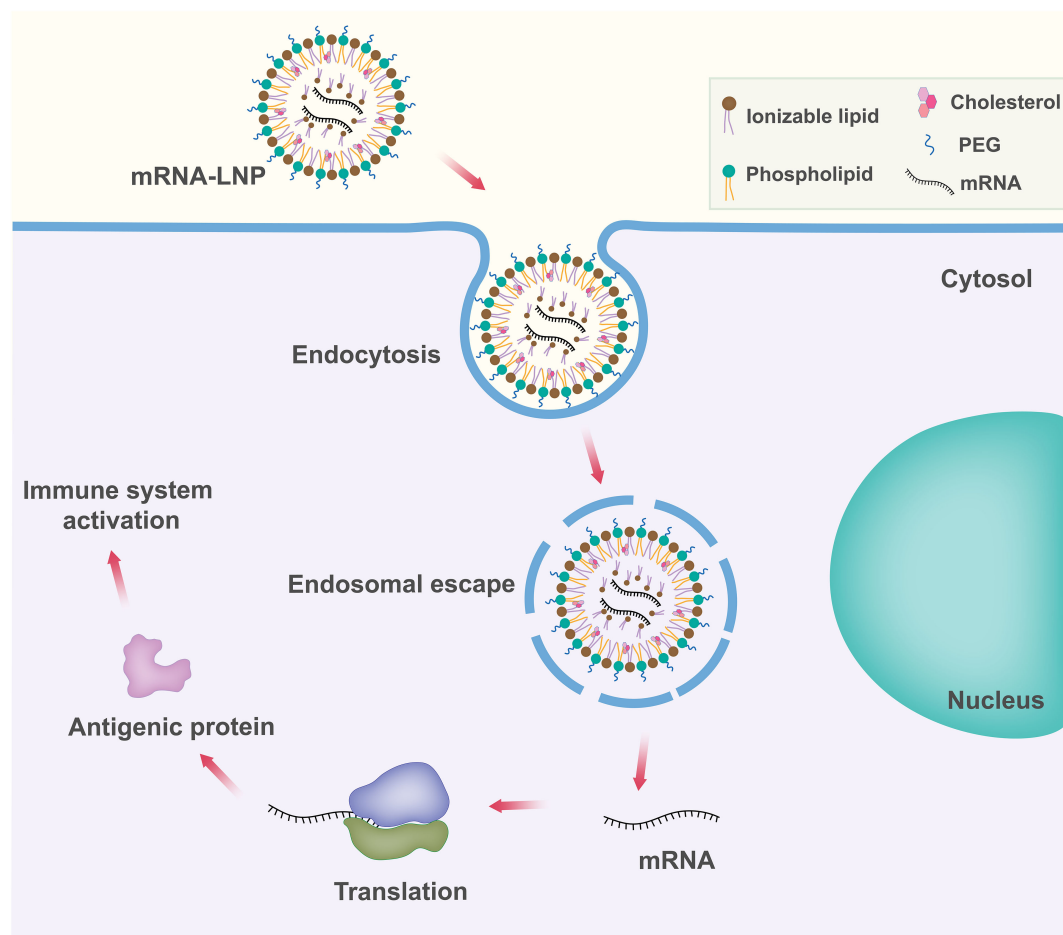 mRNA-LNP
Ionizable lipid
Cholesterol
PEG
Phospholipid
mRNA
Cytosol
Endocytosis
Immune system
activation
Endosomal escape
Nucleus
Antigenic protein
mRNA
Translation